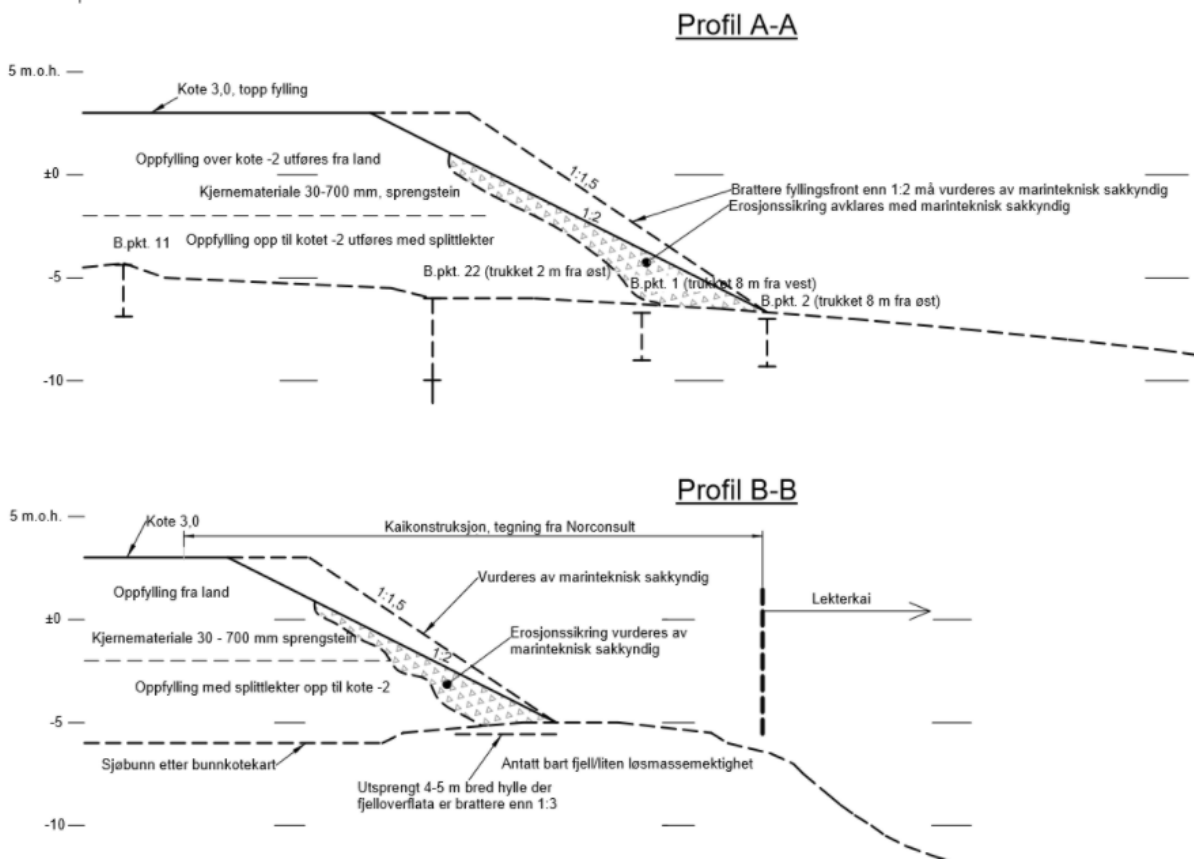 Profil A-A
5 m.o.h.
Kote 3,0, topp fylling
Oppfylling over kote -2 utføres fra land
1:1,5
±0
Kjernemateriale 30-700 mm, sprengstein
Brattere fyllingsfront enn 1:2 må vurderes av marinteknisk sakkyndig
Erosjonssikring avklares med marinteknisk sakkyndig
1:2
B.pkt. 11
Oppfylling opp til kotet -2 utføres med splittlekter
-5
B.pkt. 22 (trukket 2 m fra øst)
B.pkt. 1 (trukket 8 m fra vest)
B.pkt. 2 (trukket 8 m fra øst)
-10
Profil B-B
5 m.o.h.
Kote 3,0
Kaikonstruksjon, tegning fra Norconsult
Oppfylling fra land
1:1,5
Vurderes av marinteknisk sakkyndig
Lekterkai
±0
Kjernemateriale 30 - 700 mm sprengstein
1:2
Erosjonssikring vurderes av
marinteknisk sakkyndig
Oppfylling med splittlekter opp til kote -2
-5
Sjøbunn etter bunnkotekart
Antatt bart fjell/liten løsmassemektighet
Utsprengt 4-5 m bred hylle der
fjelloverflata er brattere enn 1:3
-10